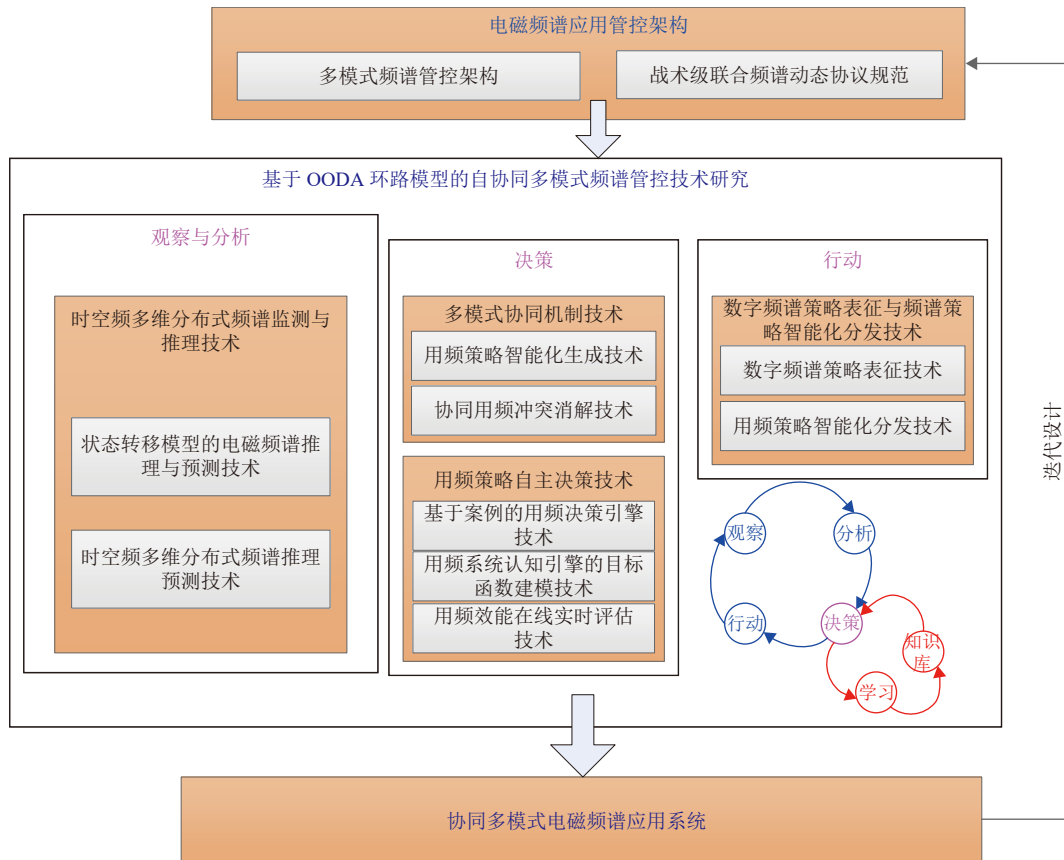 电磁频谱应用管控架构
多模式频谱管控架构
战术级联合频谱动态协议规范
基于 OODA 环路模型的自协同多模式频谱管控技术研究
观察与分析
时空频多维分布式频谱监测与
推理技术
状态转移模型的电磁频谱推
理与预测技术
时空频多维分布式频谱推理
预测技术
决策
多模式协同机制技术
用频策略智能化生成技术
协同用频冲突消解技术
用频策略自主决策技术
基于案例的用频决策引擎
技术
用频系统认知引擎的目标
函数建模技术
用频效能在线实时评估
技术
行动
数字频谱策略表征与频谱策
略智能化分发技术
数字频谱策略表征技术
用频策略智能化分发技术
观察
分析
行动
决策
知识
库
学习
迭代设计
协同多模式电磁频谱应用系统